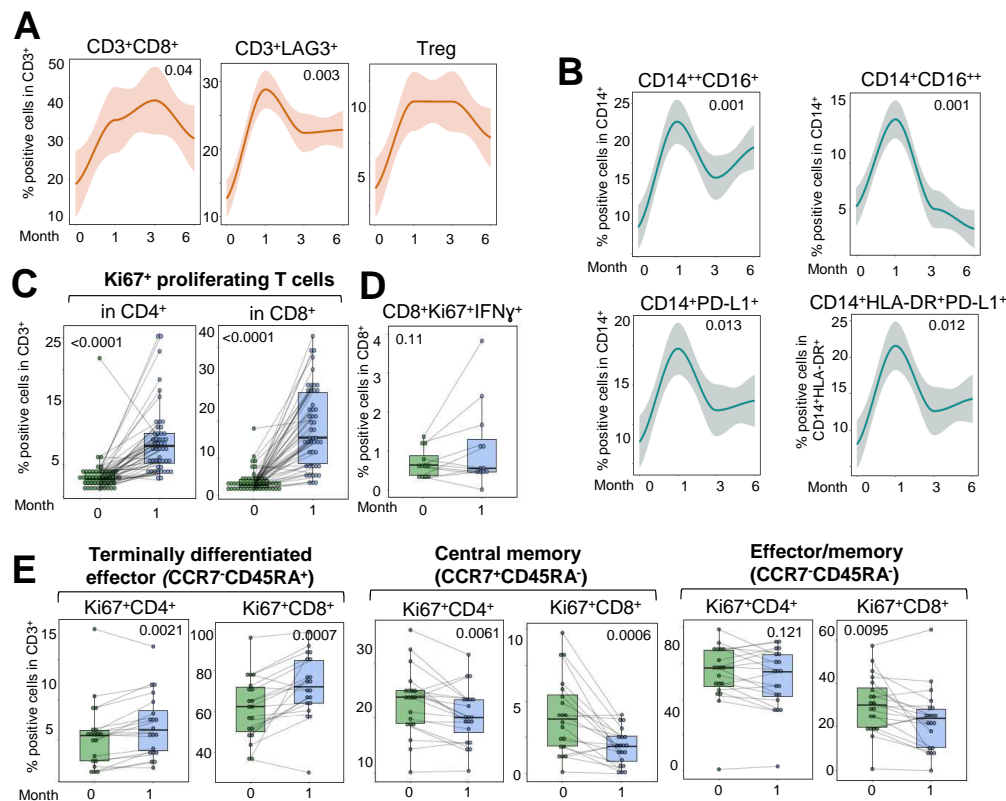 A
CD3⁺CD8⁺
CD3⁺LAG3⁺
Treg
% positive cells in CD3⁺
50
40
30
20
10
0.04
30
20
10
0.003
10
5
Month
0 1 3 6
0 1 3 6
0 1 3 6
B
CD14⁺⁺CD16⁺
CD14⁺CD16⁺⁺
% positive cells in CD14⁺
25
20
15
10
0.001
% positive cells in CD14⁺
15
10
5
0.001
Month
0 1 3 6
0 1 3 6
CD14⁺PD-L1⁺
CD14⁺HLA-DR⁺PD-L1⁺
% positive cells in CD14⁺
20
15
10
0.013
% positive cells in
CD14⁺HLA-DR⁺
25
20
15
10
5
0.012
Month
0 1 3 6
0 1 3 6
C
Ki67⁺ proliferating T cells
in CD4⁺
in CD8⁺
% positive cells in CD3⁺
25
15
5
<0.0001
40
30
20
10
0
<0.0001
Month
0 1
0 1
D
CD8⁺Ki67⁺IFNγ⁺
% positive cells in CD8⁺
4
3
2
1
0
0.11
Month
0 1
E
Terminally differentiated
effector (CCR7⁻CD45RA⁺)
Central memory
(CCR7⁺CD45RA⁻)
Effector/memory
(CCR7⁻CD45RA⁻)
Ki67⁺CD4⁺
Ki67⁺CD8⁺
Ki67⁺CD4⁺
Ki67⁺CD8⁺
Ki67⁺CD4⁺
Ki67⁺CD8⁺
% positive cells in CD3⁺
15
10
5
0.0021
100
80
60
40
0.0007
30
20
10
0.0061
10
5
0
0.0006
80
40
0
0.121
60
40
20
0
0.0095
Month
0 1
0 1
0 1
0 1
0 1
0 1